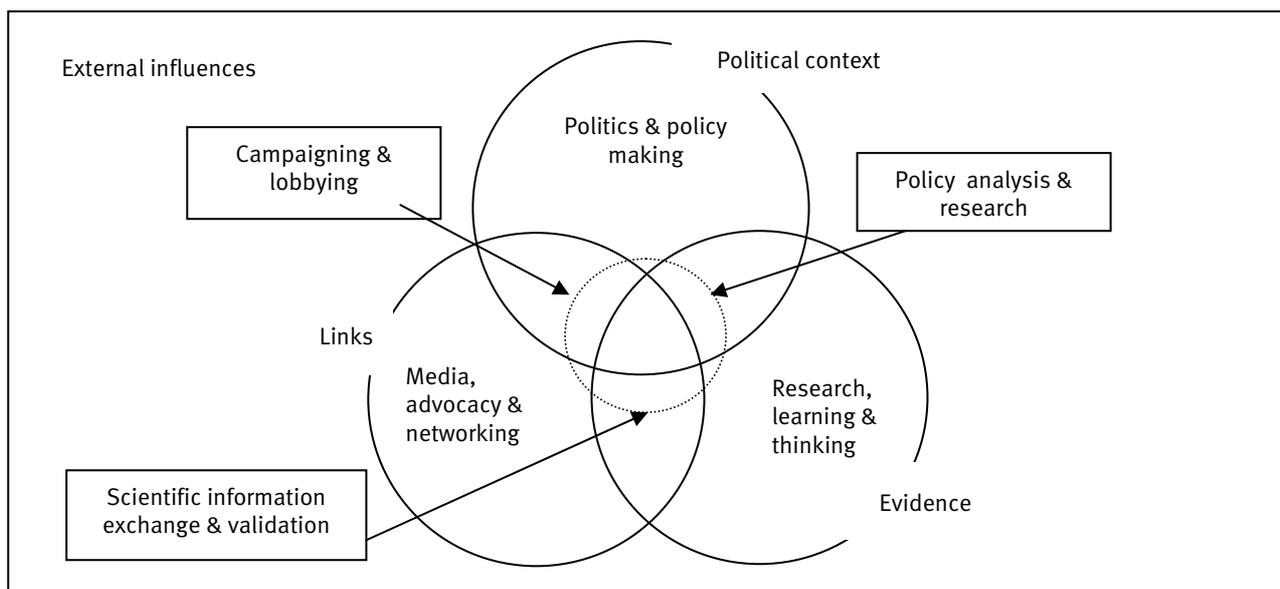 External influences
Political context
Politics & policy
making
Campaigning &
lobbying
Policy analysis &
research
Links
Media,
advocacy &
networking
Research,
learning &
thinking
Scientific information
exchange & validation
Evidence